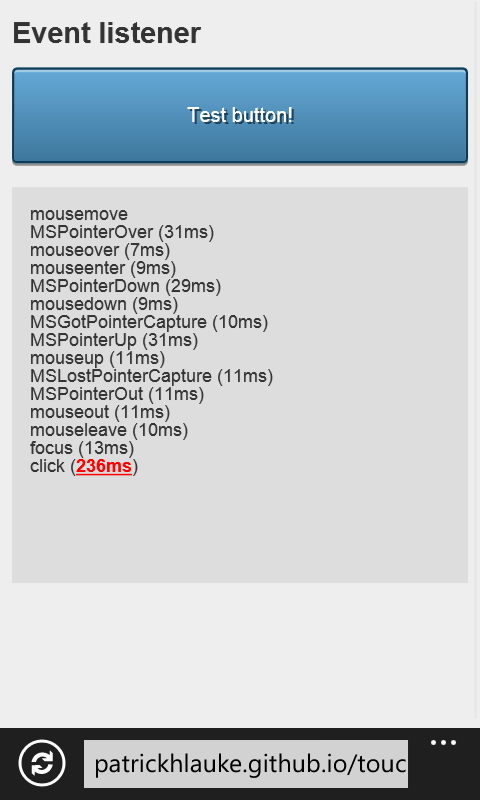 Event listener
Test button!
mousemove
MSPointerOver (31ms)
mouseover (7ms)
mouseenter (9ms)
MSPointerDown (29ms)
mousedown (9ms)
MSGotPointerCapture (10ms)
MSPointerUp (31ms)
mouseup (11ms)
MSLostPointerCapture (11ms)
MSPointerOut (11ms)
mouseout (11ms)
mouseleave (10ms)
focus (13ms)
click (236ms)
patrickhlauke.github.io/touc